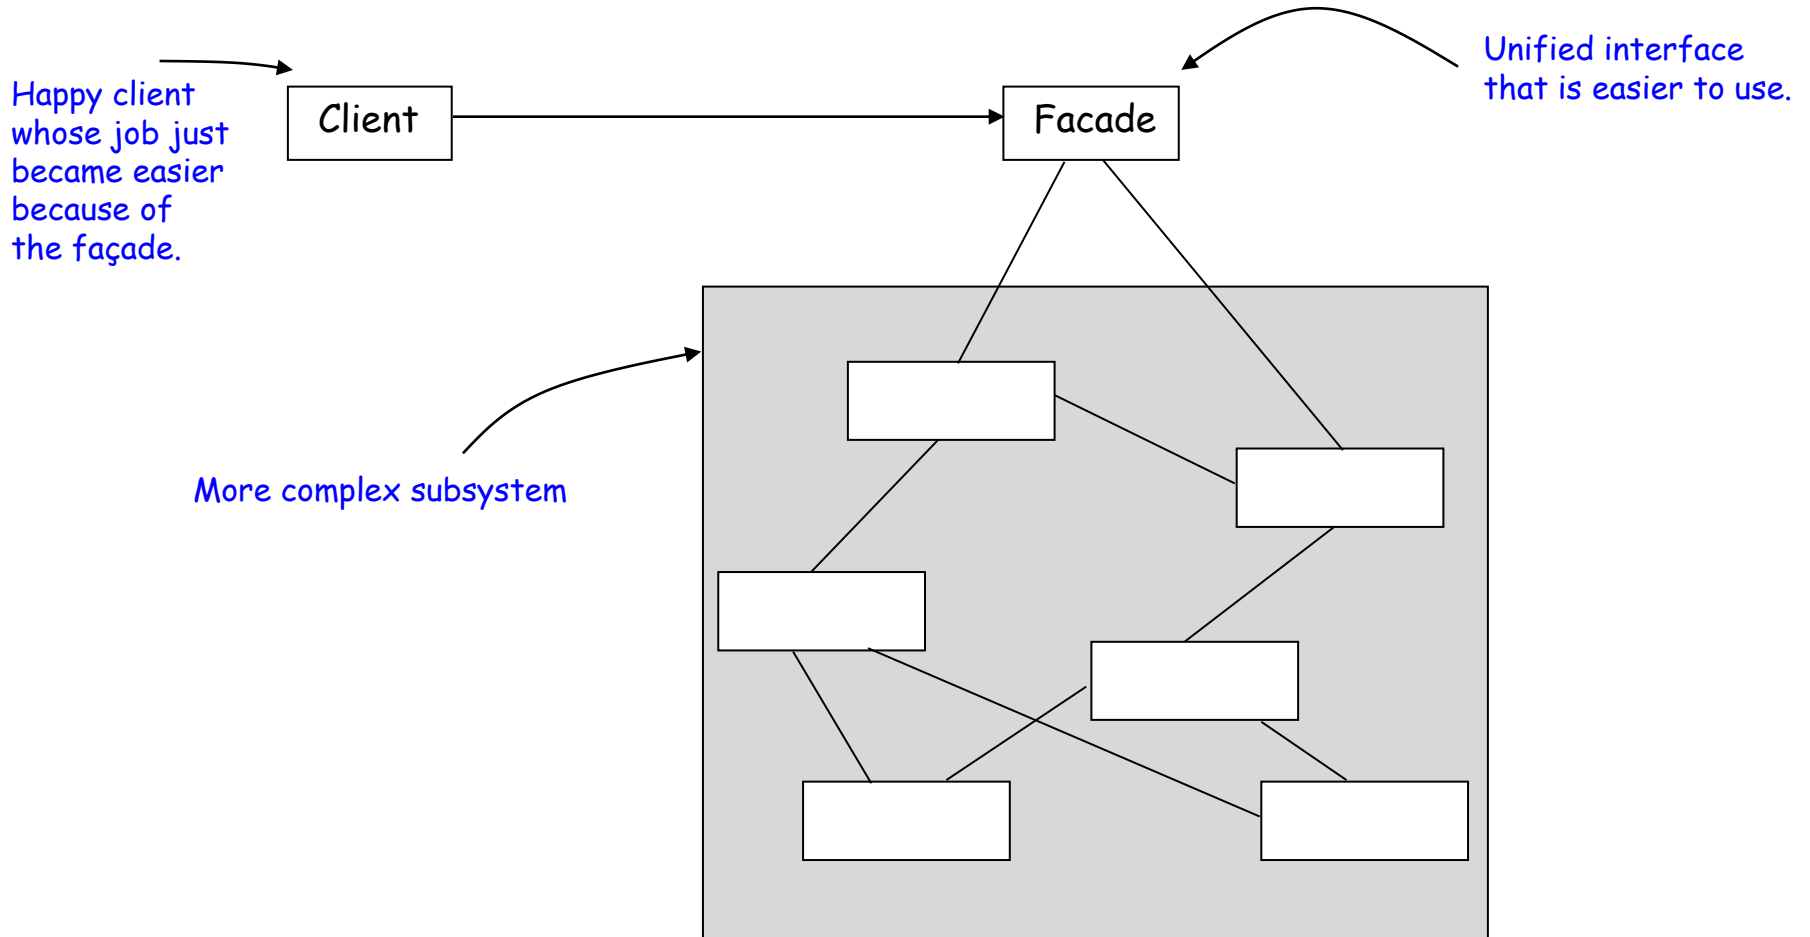 Happy client
whose job just
became easier
because of
the façade.
Client
Facade
Unified interface
that is easier to use.
More complex subsystem